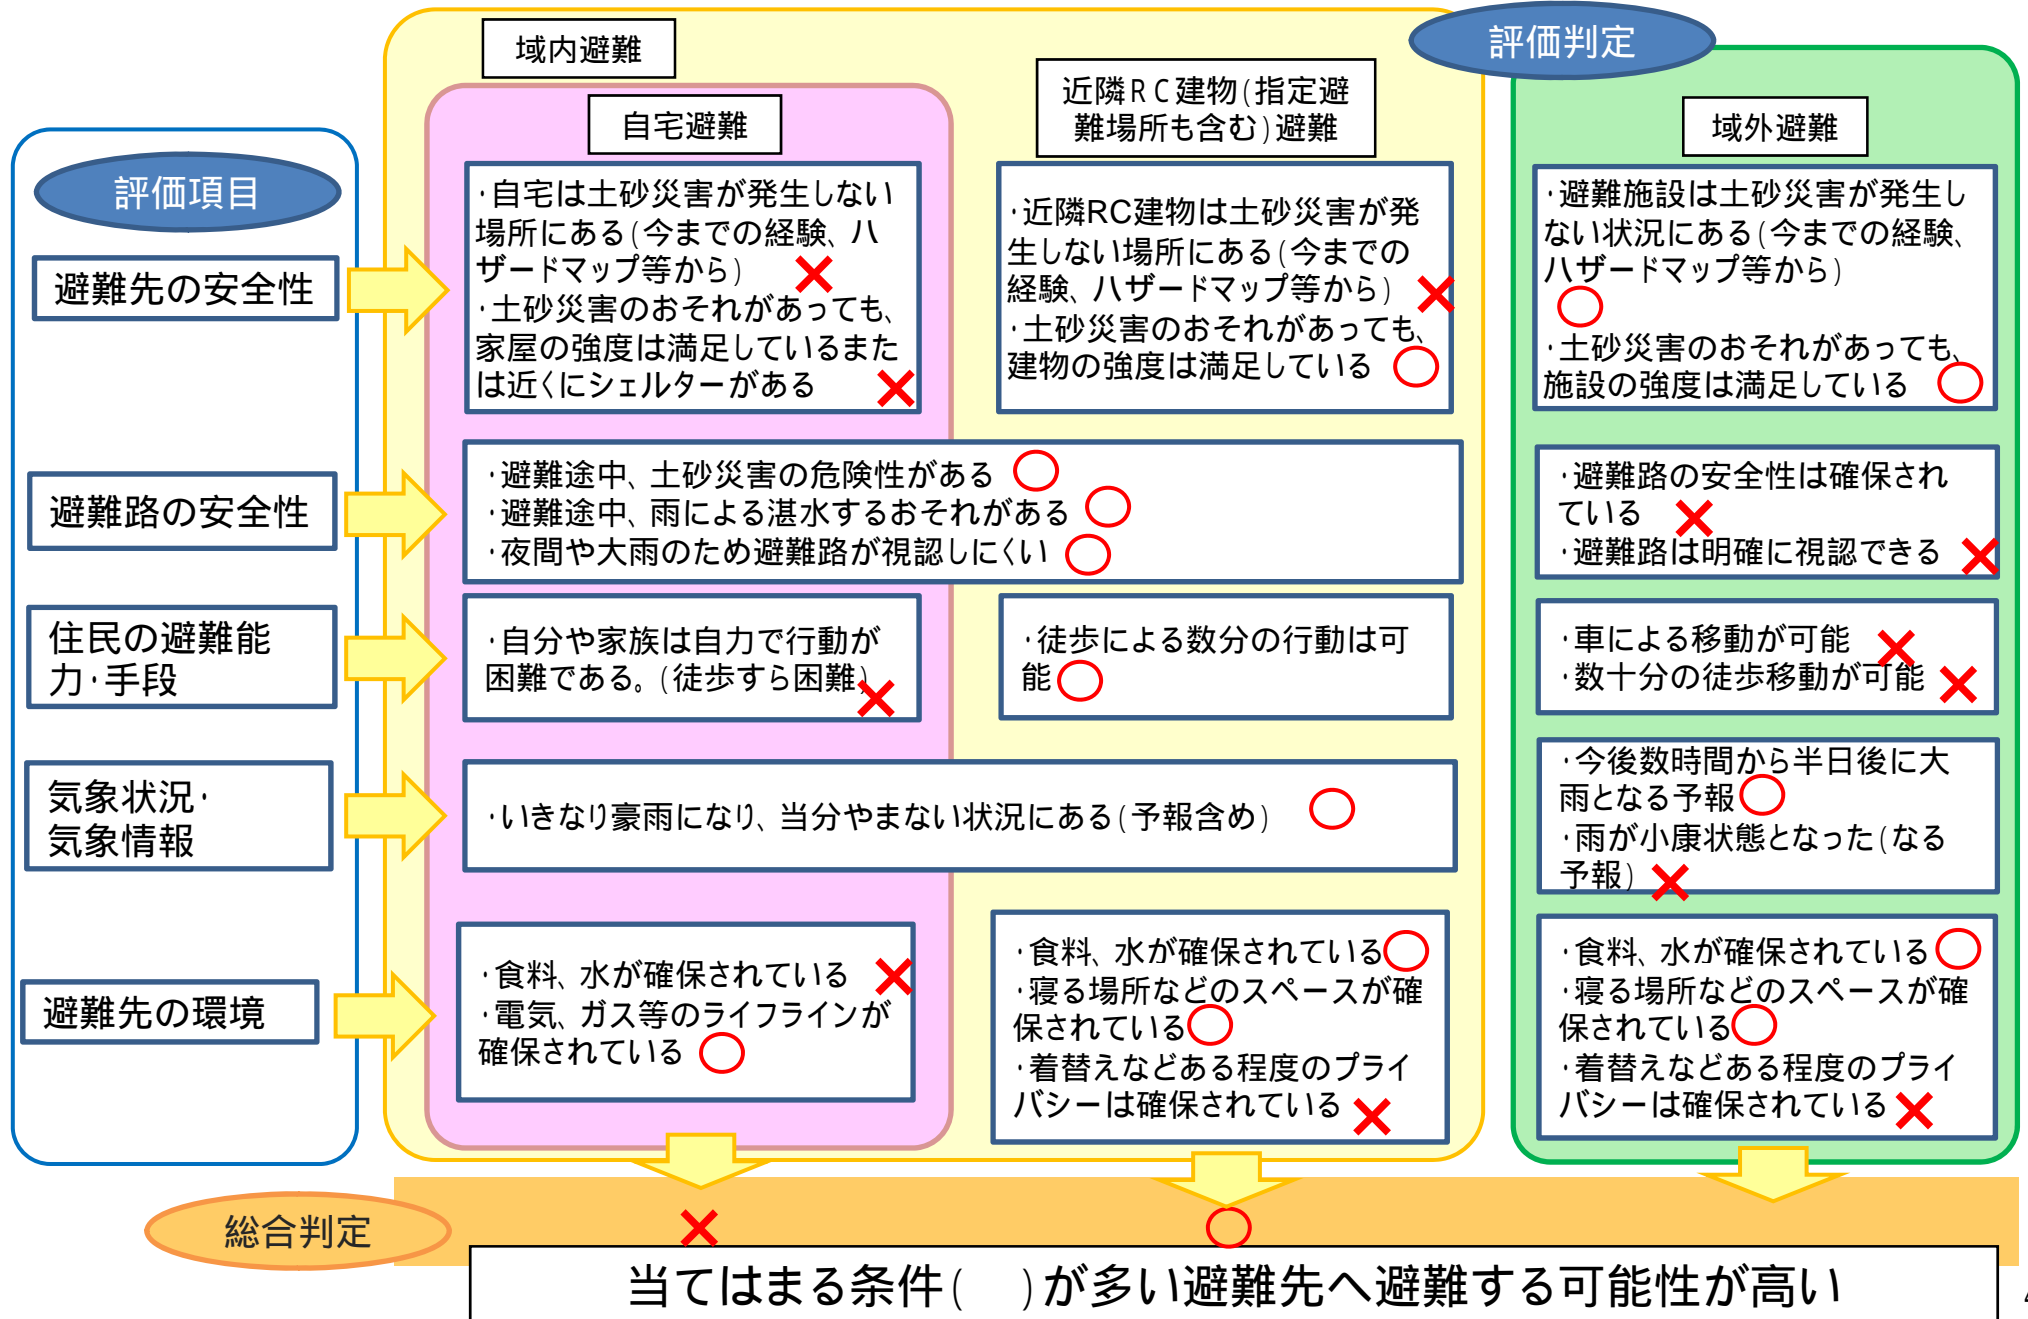 域内避難
評価判定
自宅避難
近隣RC建物(指定避
難場所も含む)避難
域外避難
評価項目
避難先の安全性
・自宅は土砂災害が発生しない
場所にある(今までの経験、ハ
ザードマップ等から) ×
・土砂災害のおそれがあっても、
家屋の強度は満足しているまた
は近くにシェルターがある ×
・近隣RC建物は土砂災害が発
生しない場所にある(今までの
経験、ハザードマップ等から) ×
・土砂災害のおそれがあっても、
建物の強度は満足している ○
・避難施設は土砂災害が発生し
ない状況にある(今までの経験、
ハザードマップ等から)
○
・土砂災害のおそれがあっても、
施設の強度は満足している ○
避難路の安全性
・避難途中、土砂災害の危険性がある ○
・避難途中、雨による湛水するおそれがある ○
・夜間や大雨のため避難路が視認しにくい ○
・避難路の安全性は確保され
ている ×
・避難路は明確に視認できる ×
住民の避難能
力・手段
・自分や家族は自力で行動が
困難である。(徒歩すら困難) ×
・徒歩による数分の行動は可
能 ○
・車による移動が可能 ×
・数十分の徒歩移動が可能 ×
気象状況・
気象情報
・いきなり豪雨になり、当分やまない状況にある(予報含め) ○
・今後数時間から半日後に大
雨となる予報 ○
・雨が小康状態となった(なる
予報) ×
避難先の環境
・食料、水が確保されている ×
・電気、ガス等のライフラインが
確保されている ○
・食料、水が確保されている ○
・寝る場所などのスペースが確
保されている ○
・着替えなどある程度のプライ
バシーは確保されている ×
・食料、水が確保されている ○
・寝る場所などのスペースが確
保されている ○
・着替えなどある程度のプライ
バシーは確保されている ×
総合判定
× ○
当てはまる条件( )が多い避難先へ避難する可能性が高い